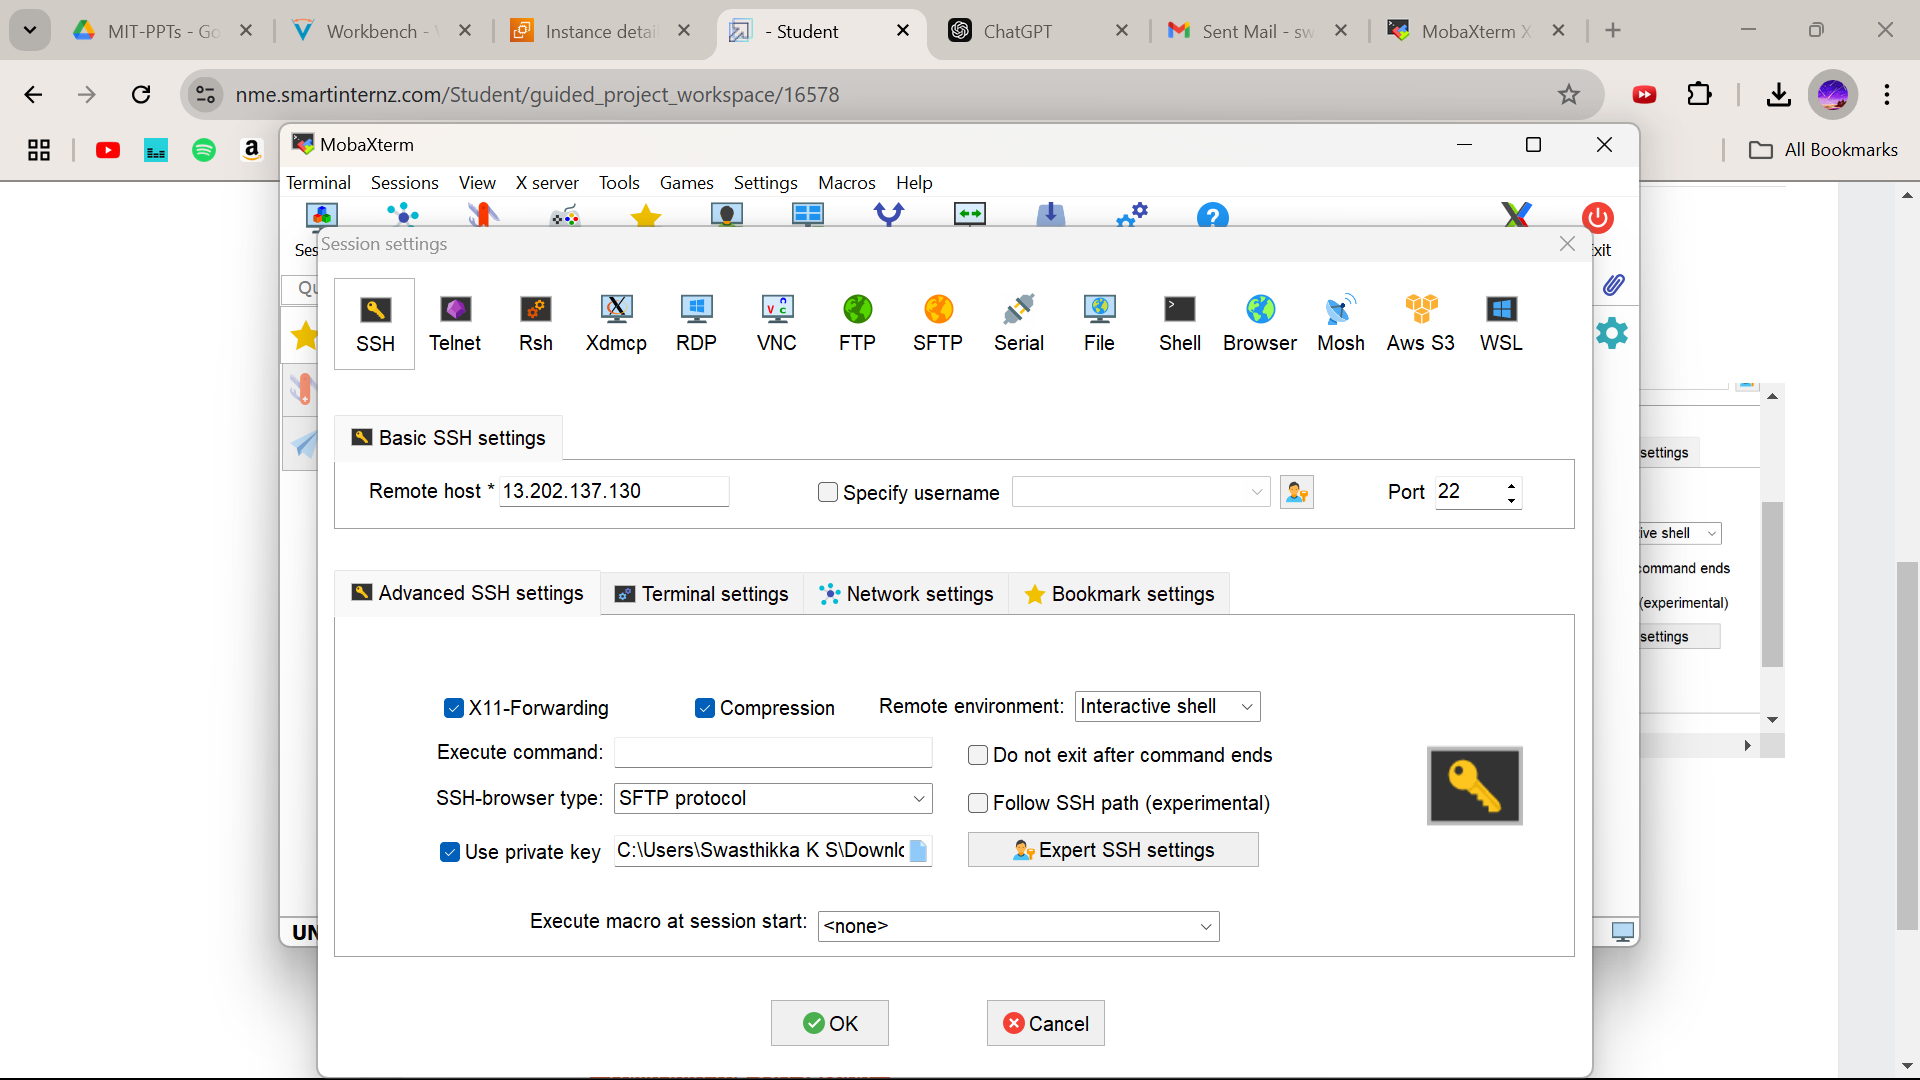 MIT-PPTs - Go
Workbench -
Instance detai
- Student
ChatGPT
Sent Mail - sw
MobaXterm X
nme.smartinternz.com/Student/guided_project_workspace/16578
All Bookmarks
MobaXterm
Terminal Sessions View X server Tools Games Settings Macros Help
Session settings
SSH Telnet Rsh Xdmcp RDP VNC FTP SFTP Serial File Shell Browser Mosh Aws S3 WSL
Basic SSH settings
Remote host * 13.202.137.130 Specify username Port 22
settings
Advanced SSH settings Terminal settings Network settings Bookmark settings
ive shell
ommand ends
(experimental)
settings
X11-Forwarding Compression Remote environment: Interactive shell
Execute command: Do not exit after command ends
SSH-browser type: SFTP protocol Follow SSH path (experimental)
Use private key C:\Users\Swasthikka K S\Downlc Expert SSH settings
Execute macro at session start: <none>
OK Cancel